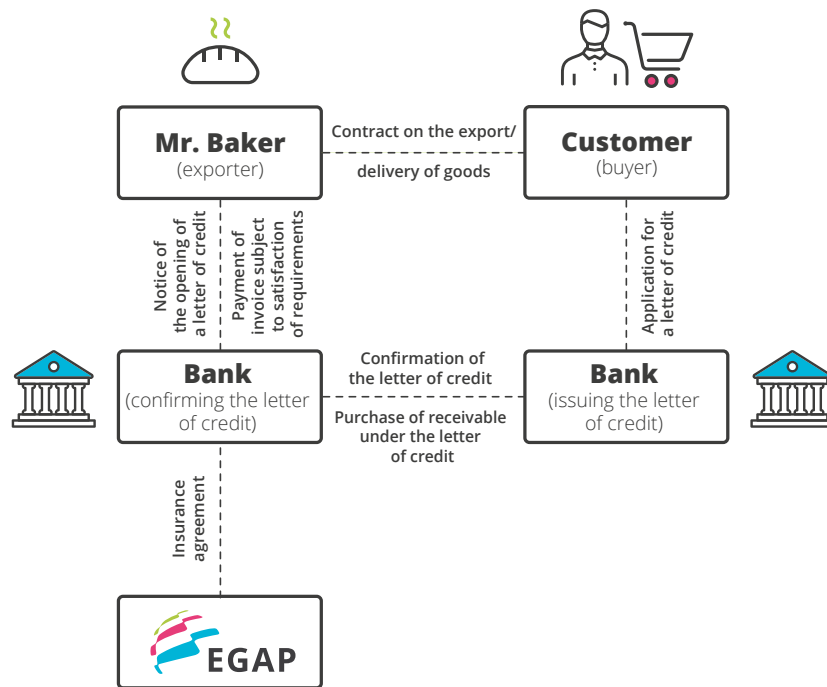 Mr. Baker
(exporter)
Contract on the export/
delivery of goods
Customer
(buyer)
Notice of
the opening of
a letter of credit
Payment of
invoice subject
to satisfaction
of requirements
Application for
a letter of credit
Bank
(confirming the letter
of credit)
Confirmation of
the letter of credit
Purchase of receivable
under the letter
of credit
Bank
(issuing the letter
of credit)
Insurance
agreement
EGAP